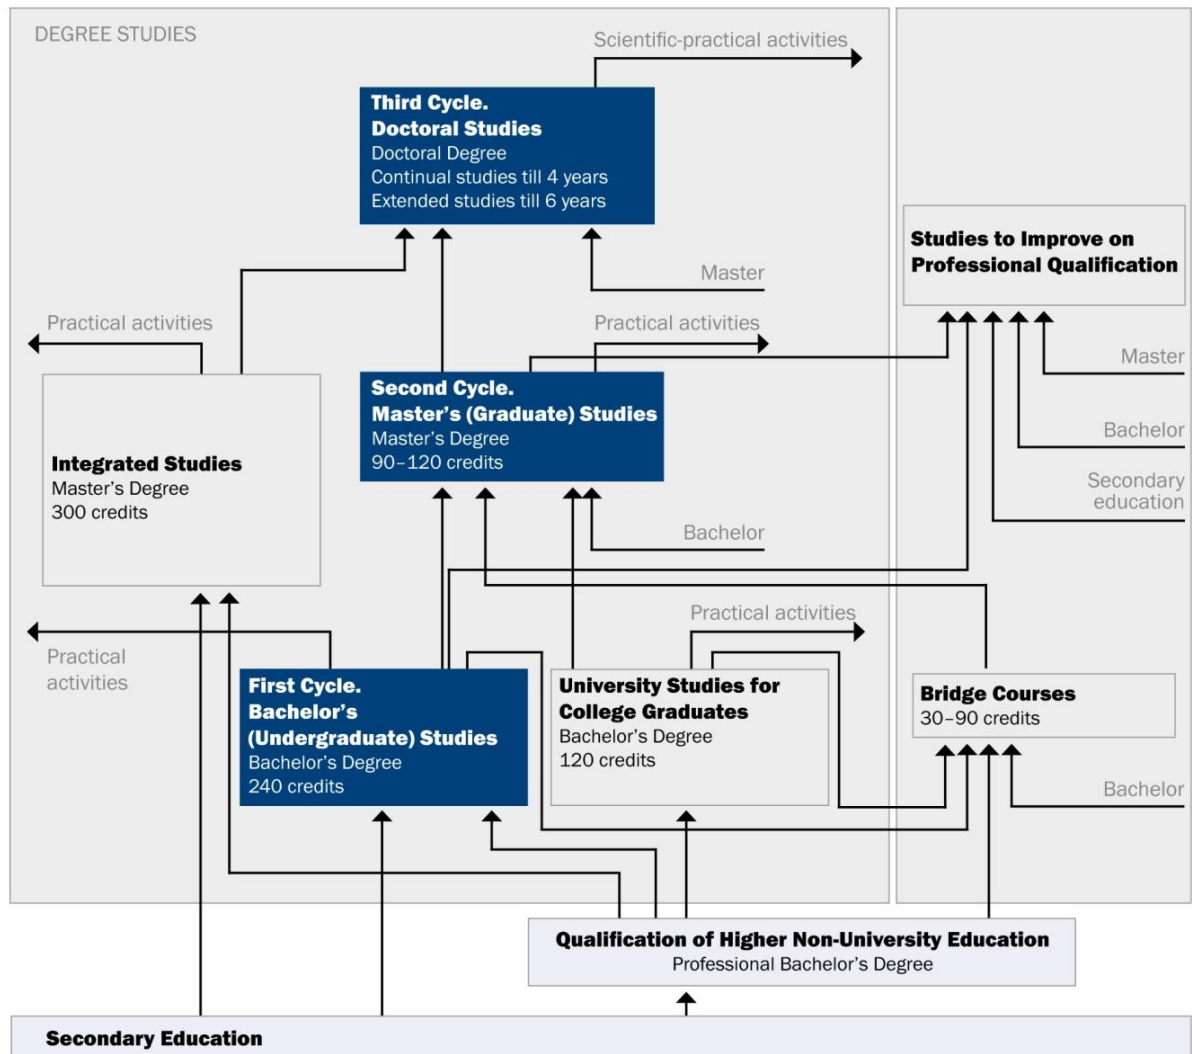 DEGREE STUDIES
Scientific-practical activities
Third Cycle.
Doctoral Studies
Doctoral Degree
Continual studies till 4 years
Extended studies till 6 years
Studies to Improve on
Professional Qualification
Master
Practical activities
Practical activities
Master
Second Cycle.
Master's (Graduate) Studies
Master's Degree
90–120 credits
Bachelor
Integrated Studies
Master's Degree
300 credits
Secondary
education
Bachelor
Practical activities
Practical
activities
First Cycle.
Bachelor's
(Undergraduate) Studies
Bachelor's Degree
240 credits
University Studies for
College Graduates
Bachelor's Degree
120 credits
Bridge Courses
30–90 credits
Bachelor
Qualification of Higher Non-University Education
Professional Bachelor's Degree
Secondary Education